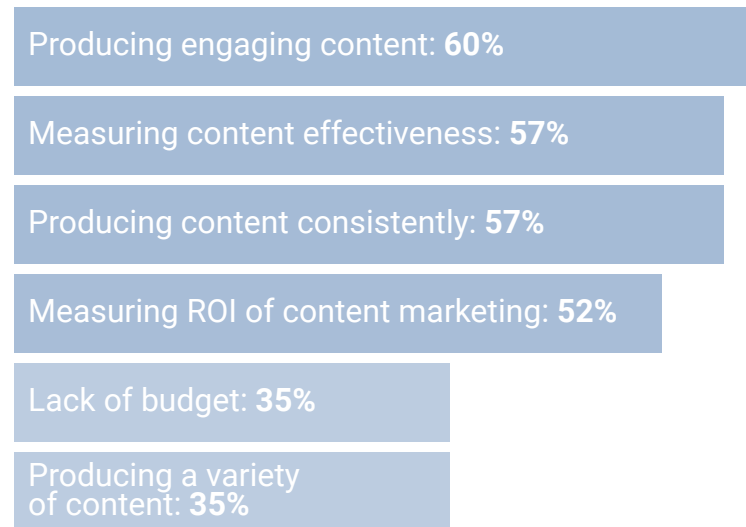 Producing engaging content: 60%
Measuring content effectiveness: 57%
Producing content consistently: 57%
Measuring ROI of content marketing: 52%
Lack of budget: 35%
Producing a variety
of content: 35%